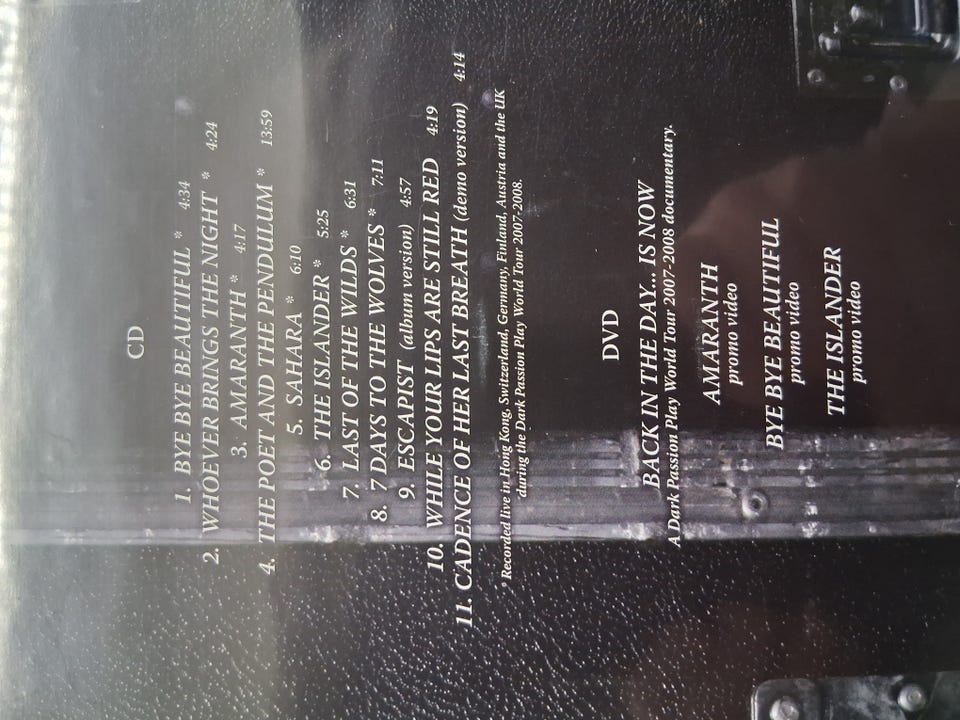 CD
1. BYE BYE BEAUTIFUL * 4:34
2. WHOEVER BRINGS THE NIGHT * 4:24
3. AMARANTH * 4:17
4. THE POET AND THE PENDULUM * 13:59
5. SAHARA * 6:10
6. THE ISLANDER * 5:25
7. LAST OF THE WILDS * 6:31
8. 7 DAYS TO THE WOLVES * 7:11
9. ESCAPIST (album version) 4:57
10. WHILE YOUR LIPS ARE STILL RED 4:19
11. CADENCE OF HER LAST BREATH (demo version) 4:14
* Recorded live in Hong Kong, Switzerland, Germany, Finland, Austria and the UK
during the Dark Passion Play World Tour 2007-2008.
DVD
BACK IN THE DAY... IS NOW
A Dark Passion Play World Tour 2007-2008 documentary.
AMARANTH
promo video
BYE BYE BEAUTIFUL
promo video
THE ISLANDER
promo video